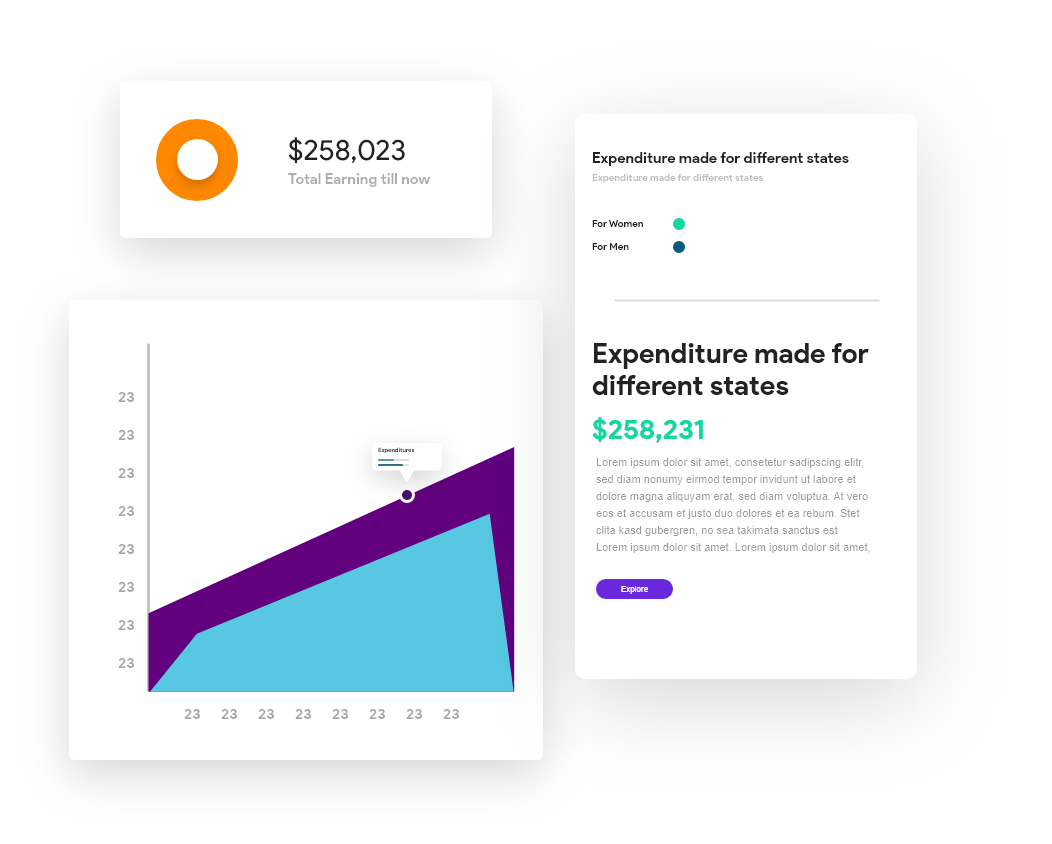 $258,023
Total Earning till now
Expenditure made for different states
Expenditure made for different states
For Women
For Men
Expenditure made for
different states
$258,231
Lorem ipsum dolor sit amet, consetetur sadipscing elitr,
sed diam nonumy eirmod tempor invidunt ut labore et
dolore magna aliquyam erat, sed diam voluptua. At vero
eos et accusam et justo duo dolores et ea rebum. Stet
clita kasd gubergren, no sea takimata sanctus est
Lorem ipsum dolor sit amet. Lorem ipsum dolor sit amet,
Explore
23
23
Expenditures
23
23
23
23
23
23
23 23 23 23 23 23 23 23